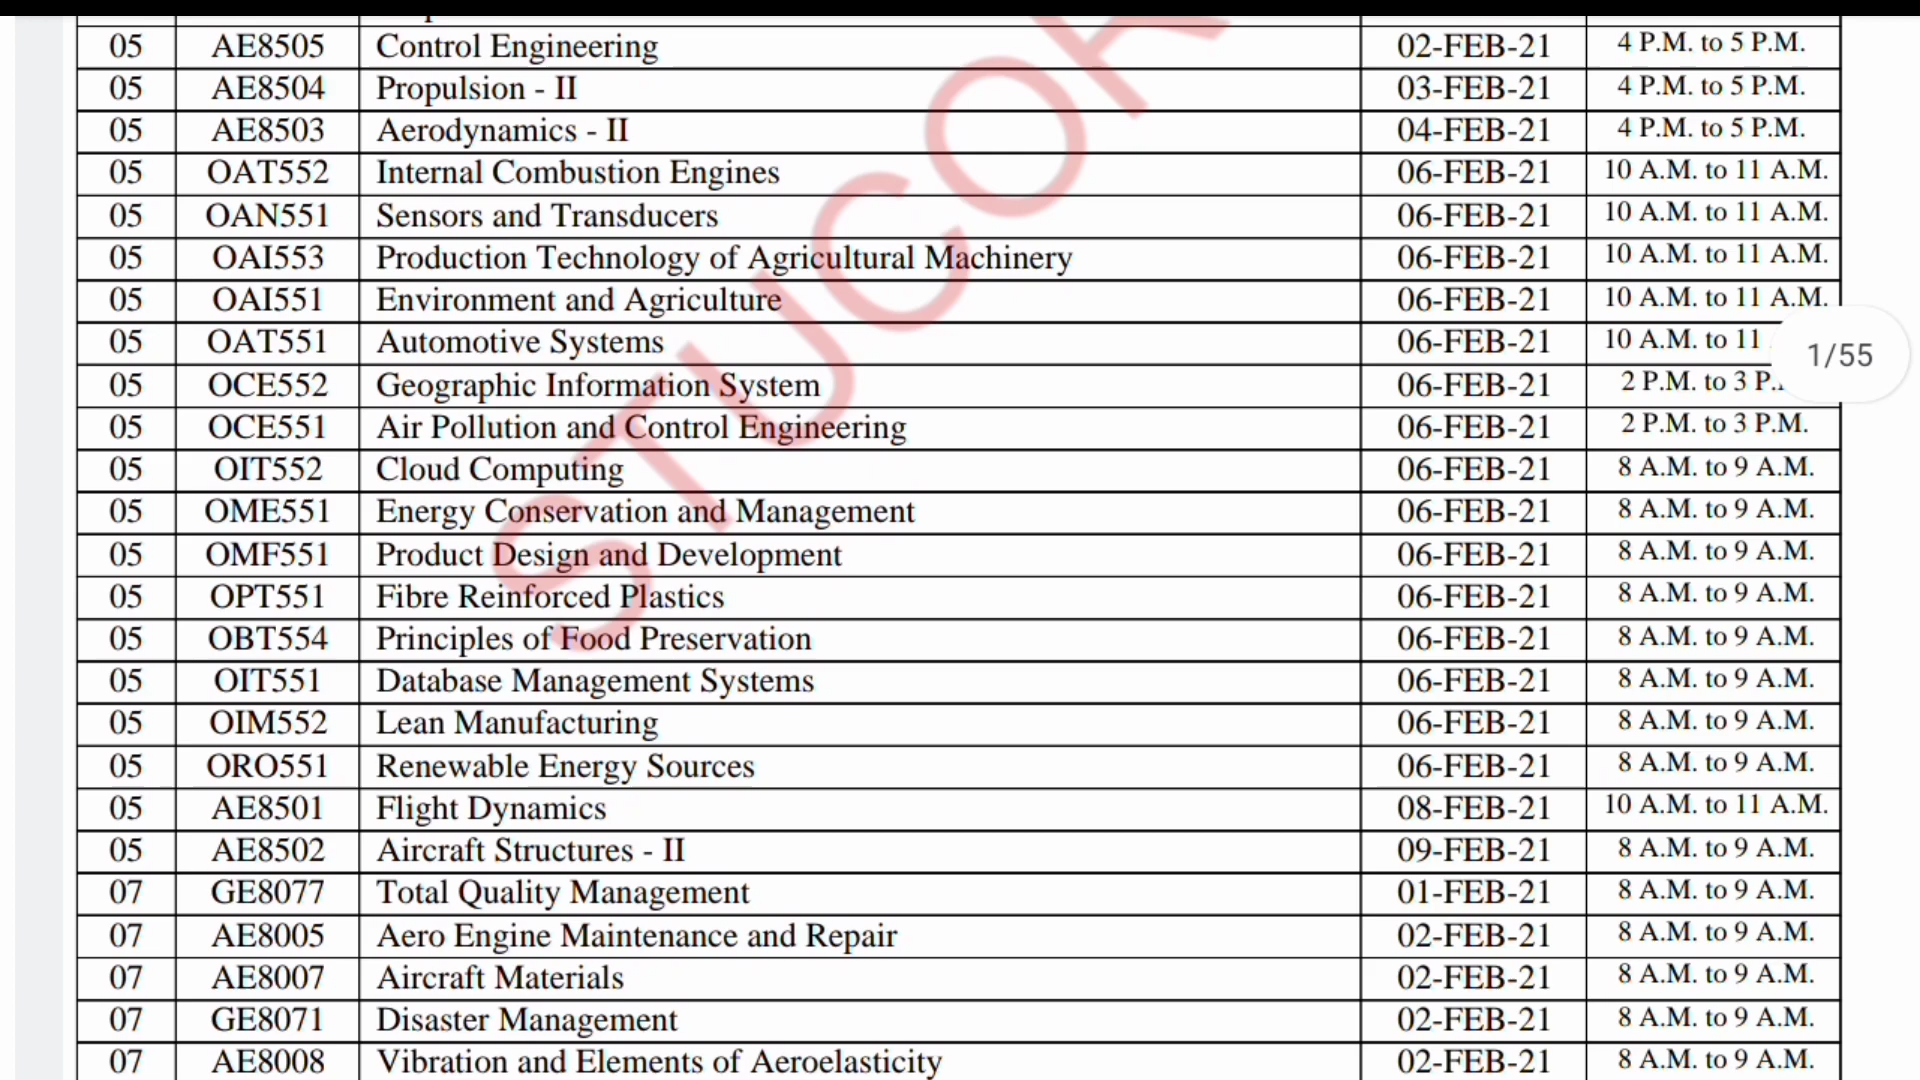 05 AE8505 Control Engineering 02-FEB-21 4 P.M. to 5 P.M.
05 AE8504 Propulsion - II 03-FEB-21 4 P.M. to 5 P.M.
05 AE8503 Aerodynamics - II 04-FEB-21 4 P.M. to 5 P.M.
05 OAT552 Internal Combustion Engines 06-FEB-21 10 A.M. to 11 A.M.
05 OAN551 Sensors and Transducers 06-FEB-21 10 A.M. to 11 A.M.
05 OAI553 Production Technology of Agricultural Machinery 06-FEB-21 10 A.M. to 11 A.M.
05 OAI551 Environment and Agriculture 06-FEB-21 10 A.M. to 11 A.M.
05 OAT551 Automotive Systems 06-FEB-21 10 A.M. to 11
1/55
05 OCE552 Geographic Information System 06-FEB-21 2 P.M. to 3 P.
05 OCE551 Air Pollution and Control Engineering 06-FEB-21 2 P.M. to 3 P.M.
05 OIT552 Cloud Computing 06-FEB-21 8 A.M. to 9 A.M.
05 OME551 Energy Conservation and Management 06-FEB-21 8 A.M. to 9 A.M.
05 OMF551 Product Design and Development 06-FEB-21 8 A.M. to 9 A.M.
05 OPT551 Fibre Reinforced Plastics 06-FEB-21 8 A.M. to 9 A.M.
05 OBT554 Principles of Food Preservation 06-FEB-21 8 A.M. to 9 A.M.
05 OIT551 Database Management Systems 06-FEB-21 8 A.M. to 9 A.M.
05 OIM552 Lean Manufacturing 06-FEB-21 8 A.M. to 9 A.M.
05 ORO551 Renewable Energy Sources 06-FEB-21 8 A.M. to 9 A.M.
05 AE8501 Flight Dynamics 08-FEB-21 10 A.M. to 11 A.M.
05 AE8502 Aircraft Structures - II 09-FEB-21 8 A.M. to 9 A.M.
07 GE8077 Total Quality Management 01-FEB-21 8 A.M. to 9 A.M.
07 AE8005 Aero Engine Maintenance and Repair 02-FEB-21 8 A.M. to 9 A.M.
07 AE8007 Aircraft Materials 02-FEB-21 8 A.M. to 9 A.M.
07 GE8071 Disaster Management 02-FEB-21 8 A.M. to 9 A.M.
07 AE8008 Vibration and Elements of Aeroelasticity 02-FEB-21 8 A.M. to 9 A.M.
STUCOR